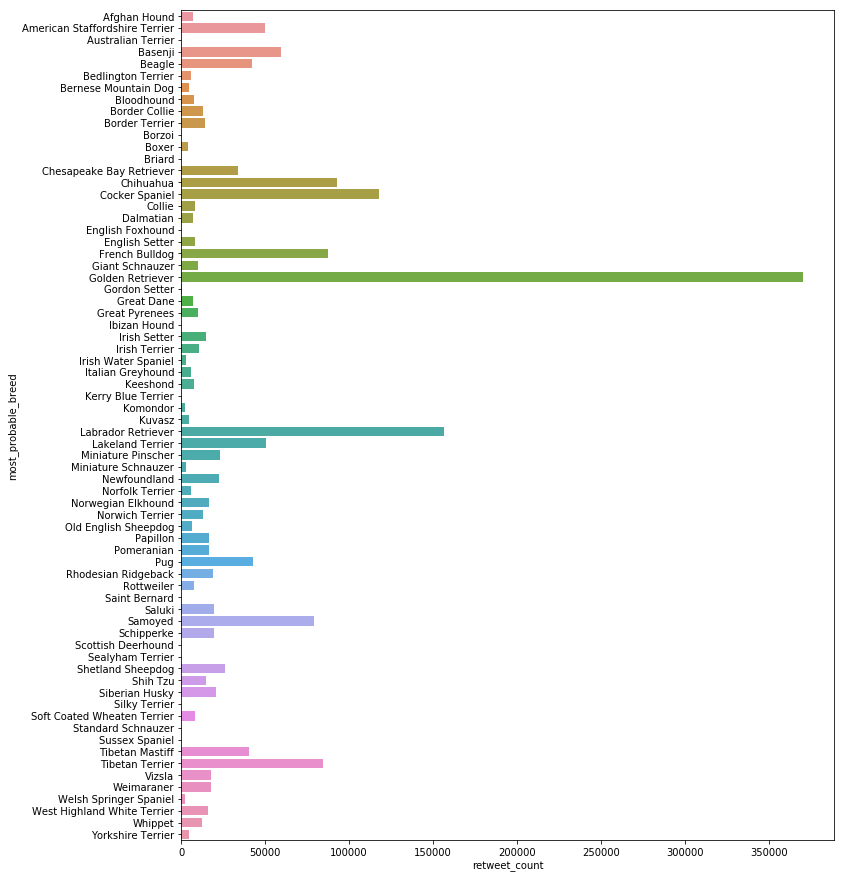 Afghan Hound
American Staffordshire Terrier
Australian Terrier
Basenji
Beagle
Bedlington Terrier
Bernese Mountain Dog
Bloodhound
Border Collie
Border Terrier
Borzoi
Boxer
Briard
Chesapeake Bay Retriever
Chihuahua
Cocker Spaniel
Collie
Dalmatian
English Foxhound
English Setter
French Bulldog
Giant Schnauzer
Golden Retriever
Gordon Setter
Great Dane
Great Pyrenees
Ibizan Hound
Irish Setter
Irish Terrier
Irish Water Spaniel
Italian Greyhound
Keeshond
Kerry Blue Terrier
Komondor
Kuvasz
Labrador Retriever
Lakeland Terrier
Miniature Pinscher
Miniature Schnauzer
Newfoundland
Norfolk Terrier
Norwegian Elkhound
Norwich Terrier
Old English Sheepdog
Papillon
Pomeranian
Pug
Rhodesian Ridgeback
Rottweiler
Saint Bernard
Saluki
Samoyed
Schipperke
Scottish Deerhound
Sealyham Terrier
Shetland Sheepdog
Shih Tzu
Siberian Husky
Silky Terrier
Soft Coated Wheaten Terrier
Standard Schnauzer
Sussex Spaniel
Tibetan Mastiff
Tibetan Terrier
Vizsla
Weimaraner
Welsh Springer Spaniel
West Highland White Terrier
Whippet
Yorkshire Terrier
most_probable_breed
0 50000 100000 150000 200000 250000 300000 350000
retweet_count